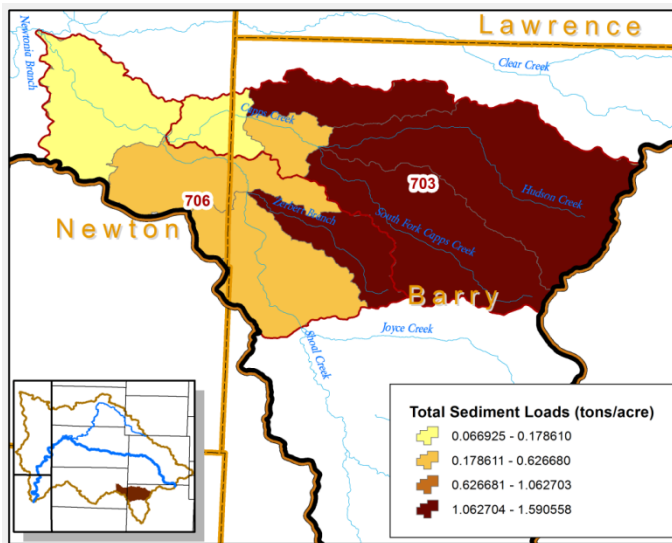 Lawrence
Newtonia Branch
Clear Creek
Capps Creek
703
Hudson Creek
706
Zerbert Branch
South Fork Capps Creek
Newton
Barry
Joyce Creek
Shoal Creek
Total Sediment Loads (tons/acre)
0.066925 - 0.178610
0.178611 - 0.626680
0.626681 - 1.062703
1.062704 - 1.590558